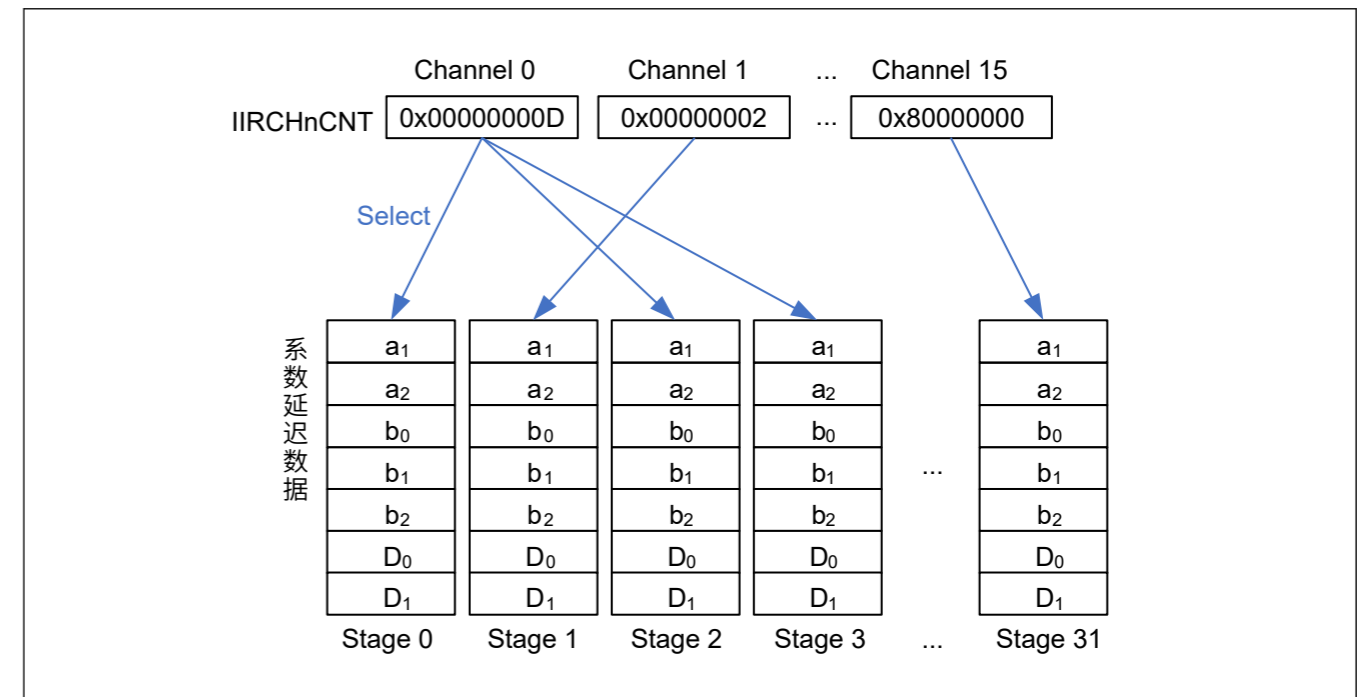 Channel 0 Channel 1 ... Channel 15
IIRCHnCNT 0x00000000D 0x00000002 ... 0x80000000
Select
系数延迟数据
a₁ a₁ a₁ a₁ a₁
a₂ a₂ a₂ a₂ a₂
b₀ b₀ b₀ b₀ b₀
b₁ b₁ b₁ b₁ ... b₁
b₂ b₂ b₂ b₂ b₂
D₀ D₀ D₀ D₀ D₀
D₁ D₁ D₁ D₁ D₁
Stage 0 Stage 1 Stage 2 Stage 3 ... Stage 31